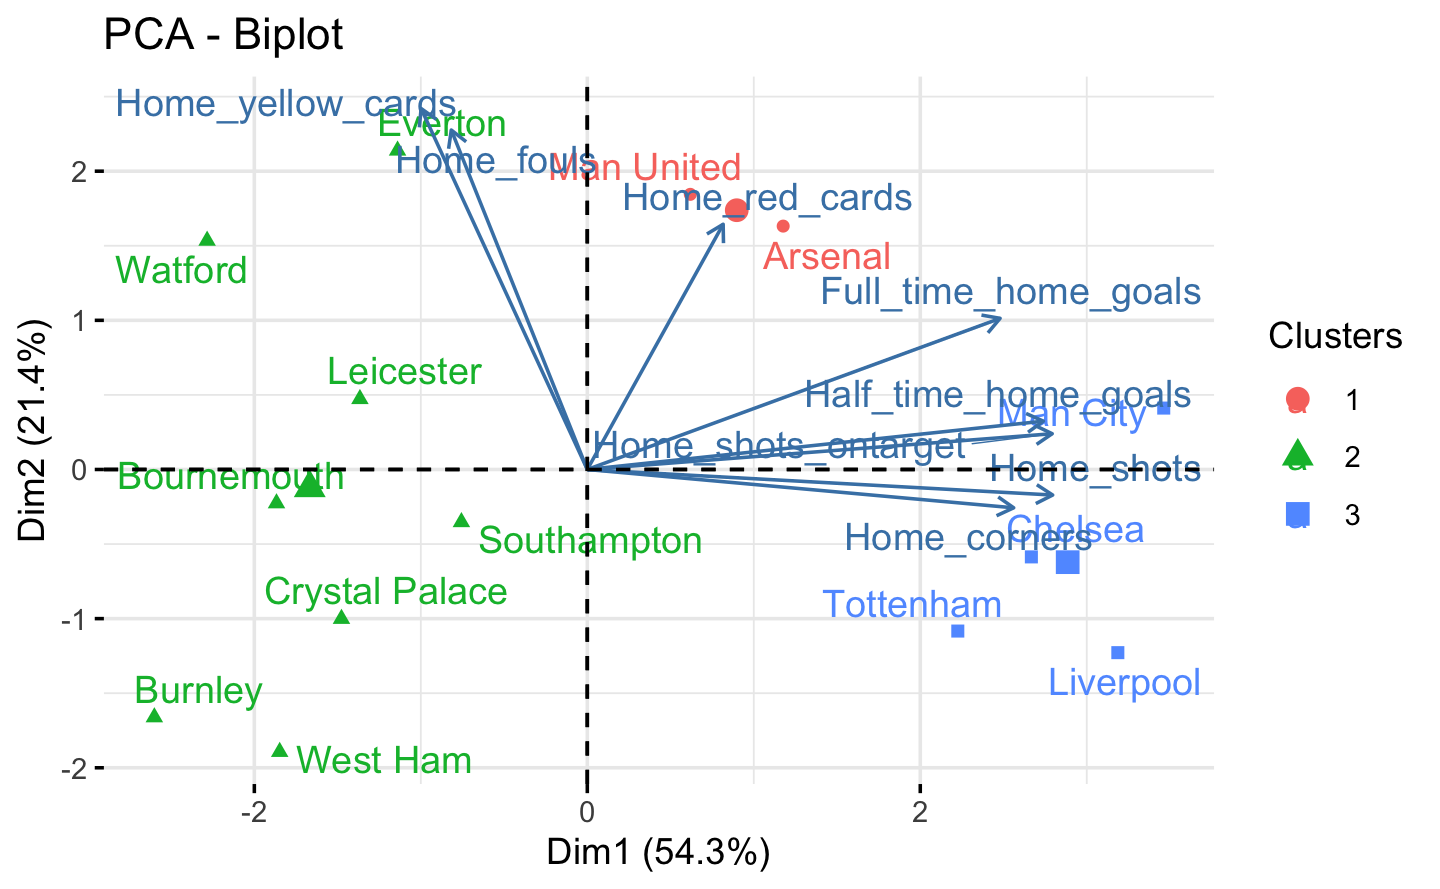 PCA - Biplot
Home_yellow_cards
Everton
Home_fouls
Man United
Home_red_cards
Arsenal
Watford
Full_time_home_goals
Leicester
Half_time_home_goals
Man City
Home_shots_ontarget
Home_shots
Bournemouth
Southampton
Chelsea
Home_corners
Crystal Palace
Tottenham
Liverpool
Burnley
West Ham
2
1
0
-1
-2
-2
0
2
Dim1 (54.3%)
Dim2 (21.4%)
Clusters
a 1
a 2
a 3